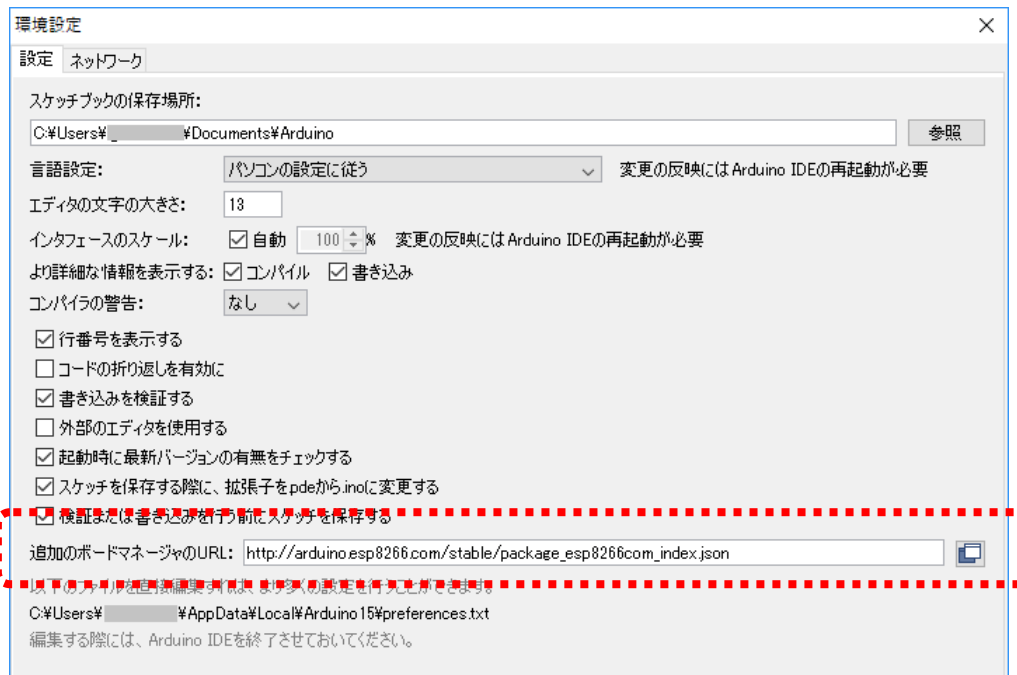 環境設定
設定 ネットワーク
スケッチブックの保存場所:
C:¥Users¥ ¥Documents¥Arduino 参照
言語設定: パソコンの設定に従う 変更の反映にはArduino IDEの再起動が必要
エディタの文字の大きさ: 13
インタフェースのスケール: 自動 100 % 変更の反映にはArduino IDEの再起動が必要
より詳細な情報を表示する: コンパイル 書き込み
コンパイラの警告: なし
行番号を表示する
コードの折り返しを有効に
書き込みを検証する
外部のエディタを使用する
起動時に最新バージョンの有無をチェックする
スケッチを保存する際に、拡張子をpdeから.inoに変更する
検証または書き込みを行う前にスケッチを保存する
追加のボードマネージャのURL: http://arduino.esp8266.com/stable/package_esp8266com_index.json
以下のファイルを直接編集すれば、より多くの設定を行うことができます。
C:¥Users¥ ¥AppData¥Local¥Arduino15¥preferences.txt
編集する際には、Arduino IDEを終了させておいてください。